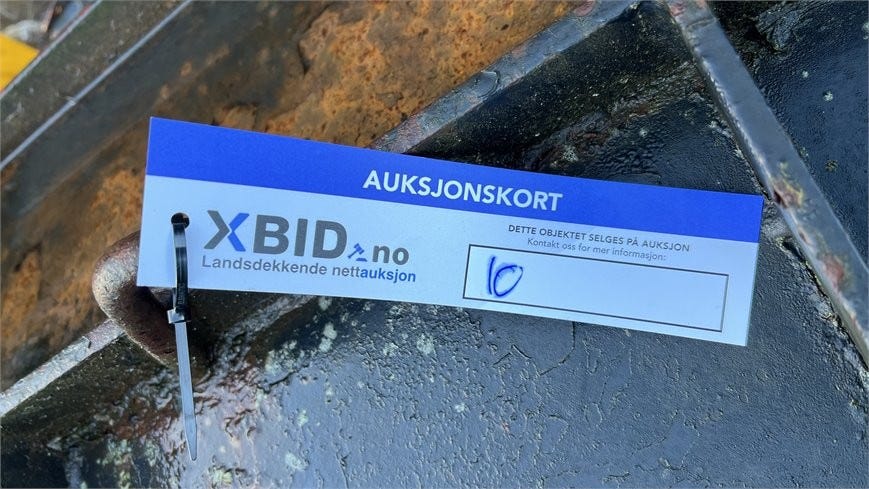 AUKSJONSKORT
XBID.no
Landsdekkende nettauksjon
DETTE OBJEKTET SELGES PÅ AUKSJON
Kontakt oss for mer informasjon:
10